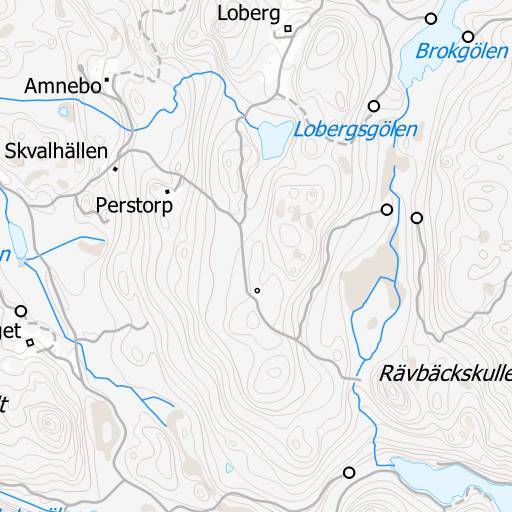 Loberg
Brokgölen
Amnebo
Lobergsgölen
Skvalhällen
Perstorp
Rävbäckskulle